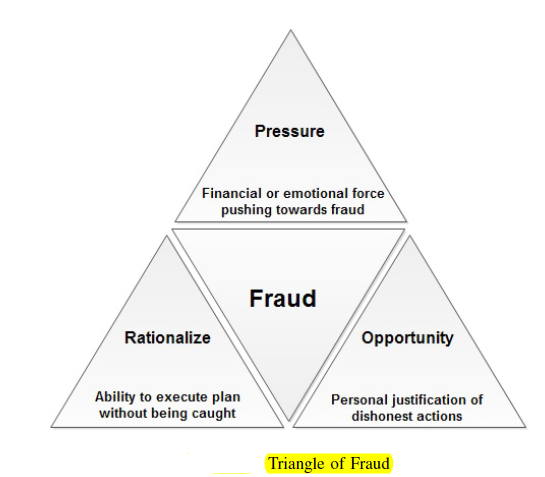 Pressure
Financial or emotional force
pushing towards fraud
Fraud
Rationalize
Opportunity
Ability to execute plan
without being caught
Personal justification of
dishonest actions
Triangle of Fraud